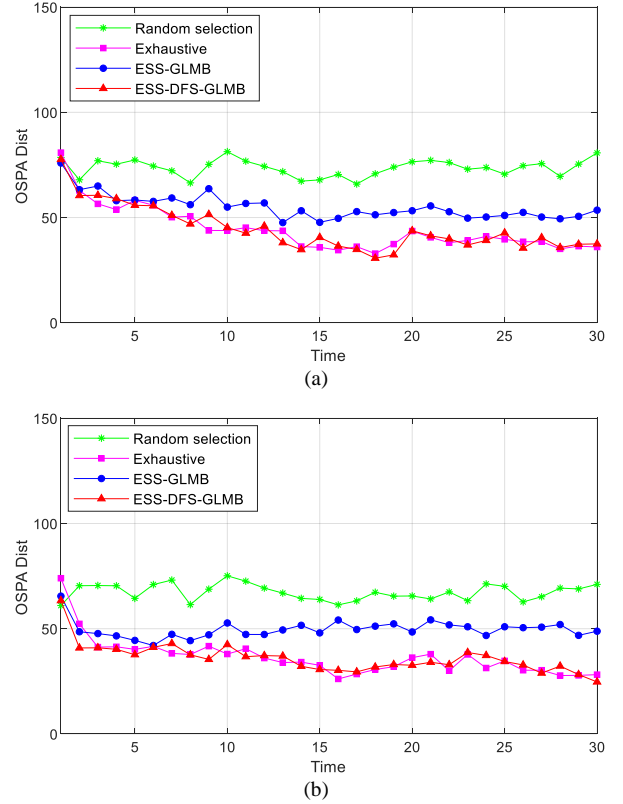 150
100
50
0
OSPA Dist
Random selection
Exhaustive
ESS-GLMB
ESS-DFS-GLMB
5 10 15 20 25 30
Time
(a)
150
100
50
0
OSPA Dist
Random selection
Exhaustive
ESS-GLMB
ESS-DFS-GLMB
5 10 15 20 25 30
Time
(b)